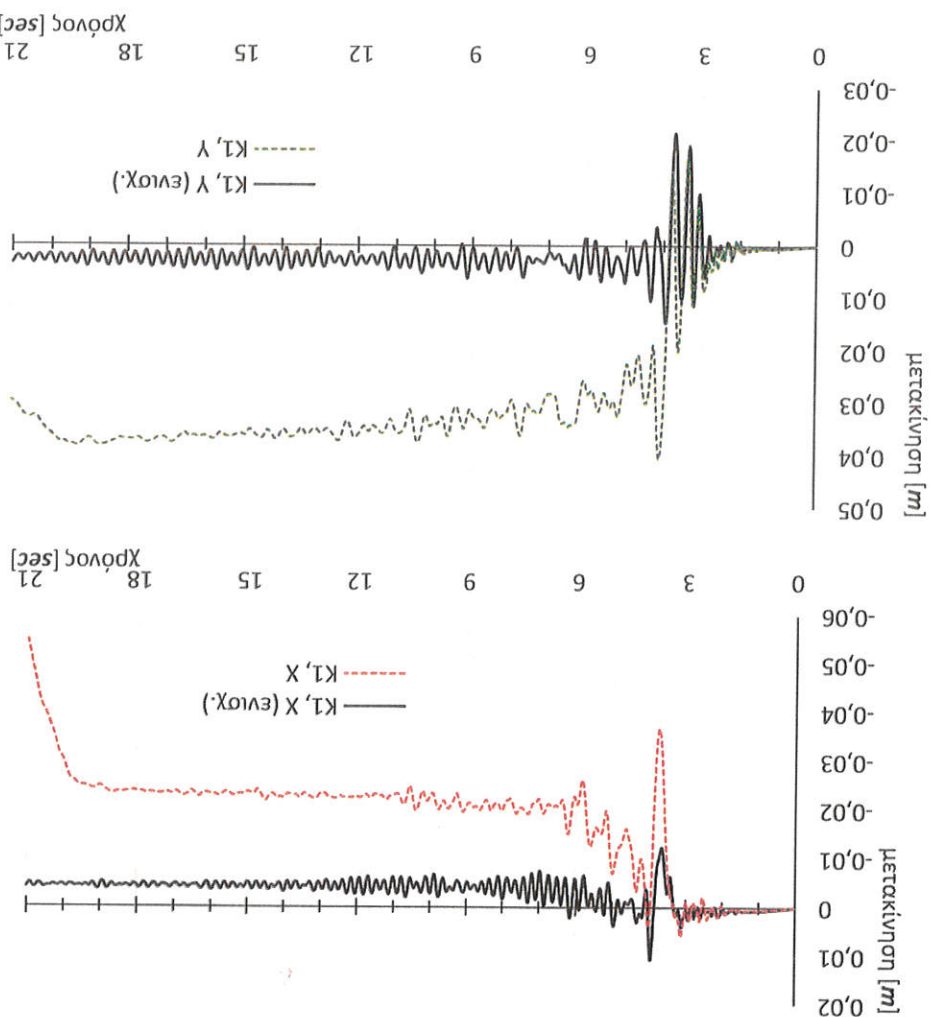 μετακίνηση [m]
0,02
0,01
0
-0,01
-0,02
-0,03
-0,04
-0,05
-0,06
K1, X (ενισχ.)
K1, X
0 3 6 9 12 15 18 21
χρόνος [sec]
μετακίνηση [m]
0,05
0,04
0,03
0,02
0,01
0
-0,01
-0,02
-0,03
K1, Y (ενισχ.)
K1, Y
0 3 6 9 12 15 18 21
χρόνος [sec]